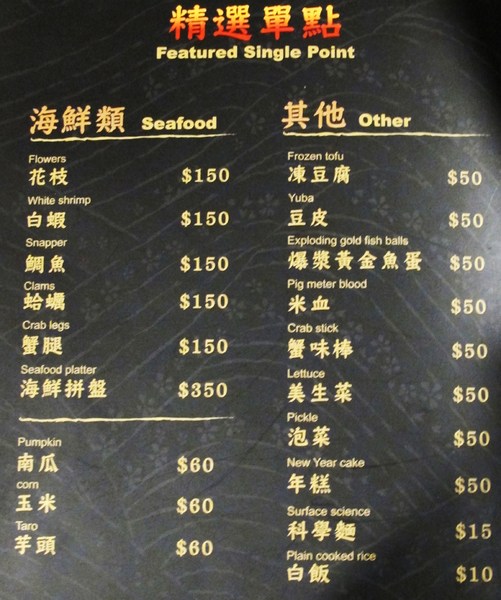 精選單點
Featured Single Point
海鮮類 Seafood
Flowers
花枝 $150
White shrimp
白蝦 $150
Snapper
鯛魚 $150
Clams
蛤蠣 $150
Crab legs
蟹腿 $150
Seafood platter
海鮮拼盤 $350
Pumpkin
南瓜 $60
corn
玉米 $60
Taro
芋頭 $60
其他 Other
Frozen tofu
凍豆腐 $50
Yuba
豆皮 $50
Exploding gold fish balls
爆漿黃金魚蛋 $50
Pig meter blood
米血 $50
Crab stick
蟹味棒 $50
Lettuce
美生菜 $50
Pickle
泡菜 $50
New Year cake
年糕 $50
Surface science
科學麵 $15
Plain cooked rice
白飯 $10